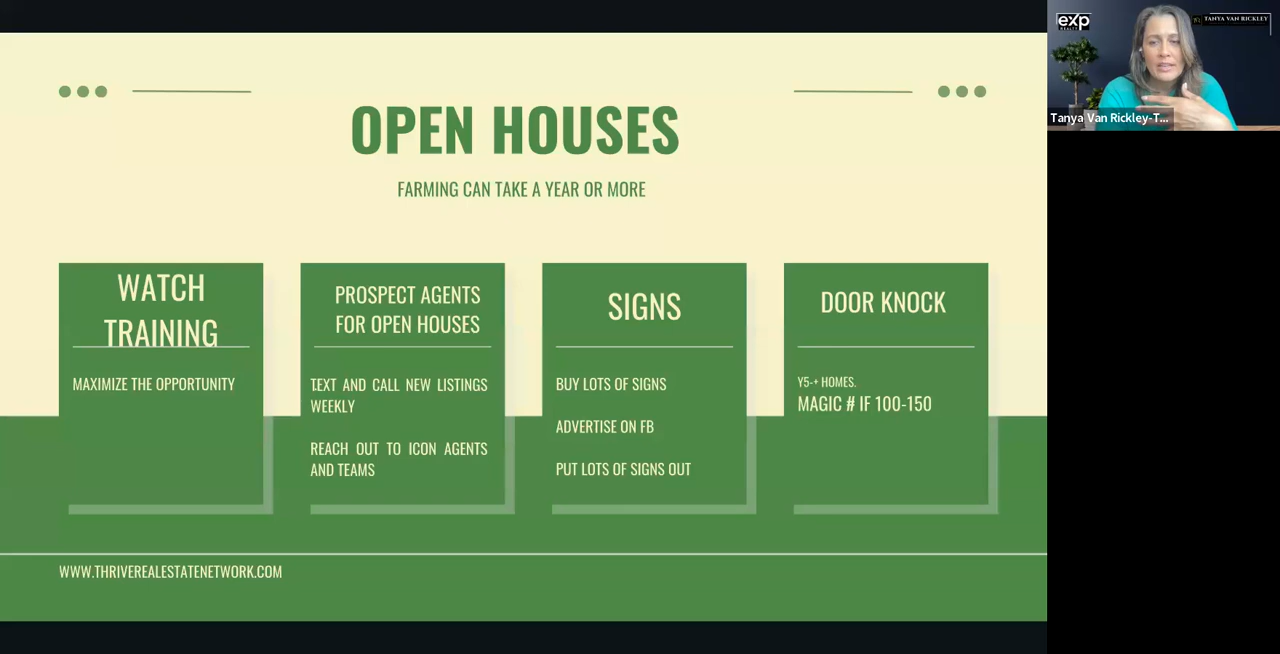 OPEN HOUSES
FARMING CAN TAKE A YEAR OR MORE
WATCH
TRAINING
MAXIMIZE THE OPPORTUNITY
PROSPECT AGENTS
FOR OPEN HOUSES
TEXT AND CALL NEW LISTINGS
WEEKLY
REACH OUT TO ICON AGENTS
AND TEAMS
SIGNS
BUY LOTS OF SIGNS
ADVERTISE ON FB
PUT LOTS OF SIGNS OUT
DOOR KNOCK
Y5-+ HOMES.
MAGIC # IF 100-150
WWW.THRIVEREALESTATENETWORK.COM
exp
TANYA VAN RICKLEY
Tanya Van Rickley-T...